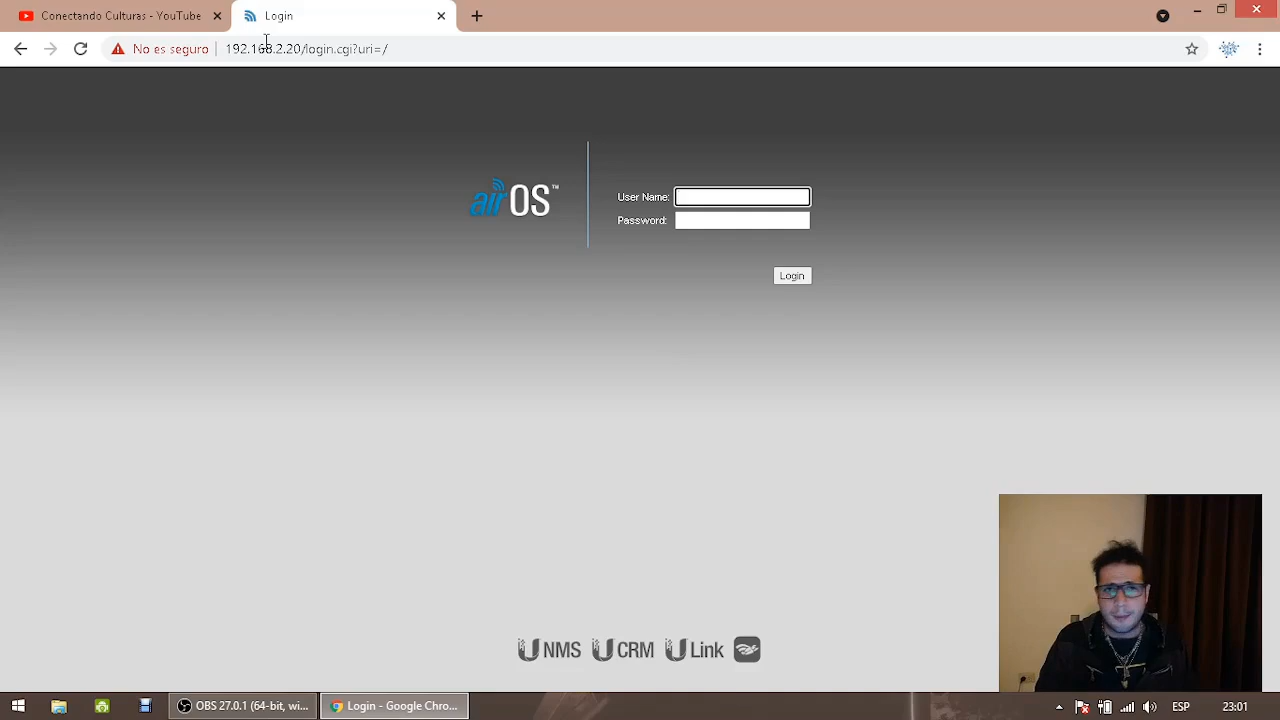 Conectando Culturas - YouTube
Login
No es seguro
192.168.2.20/login.cgi?uri=/
airOS™
User Name:
Password:
Login
U NMS U CRM U Link
OBS 27.0.1 (64-bit, wi...
Login - Google Chro...
ESP
23:01